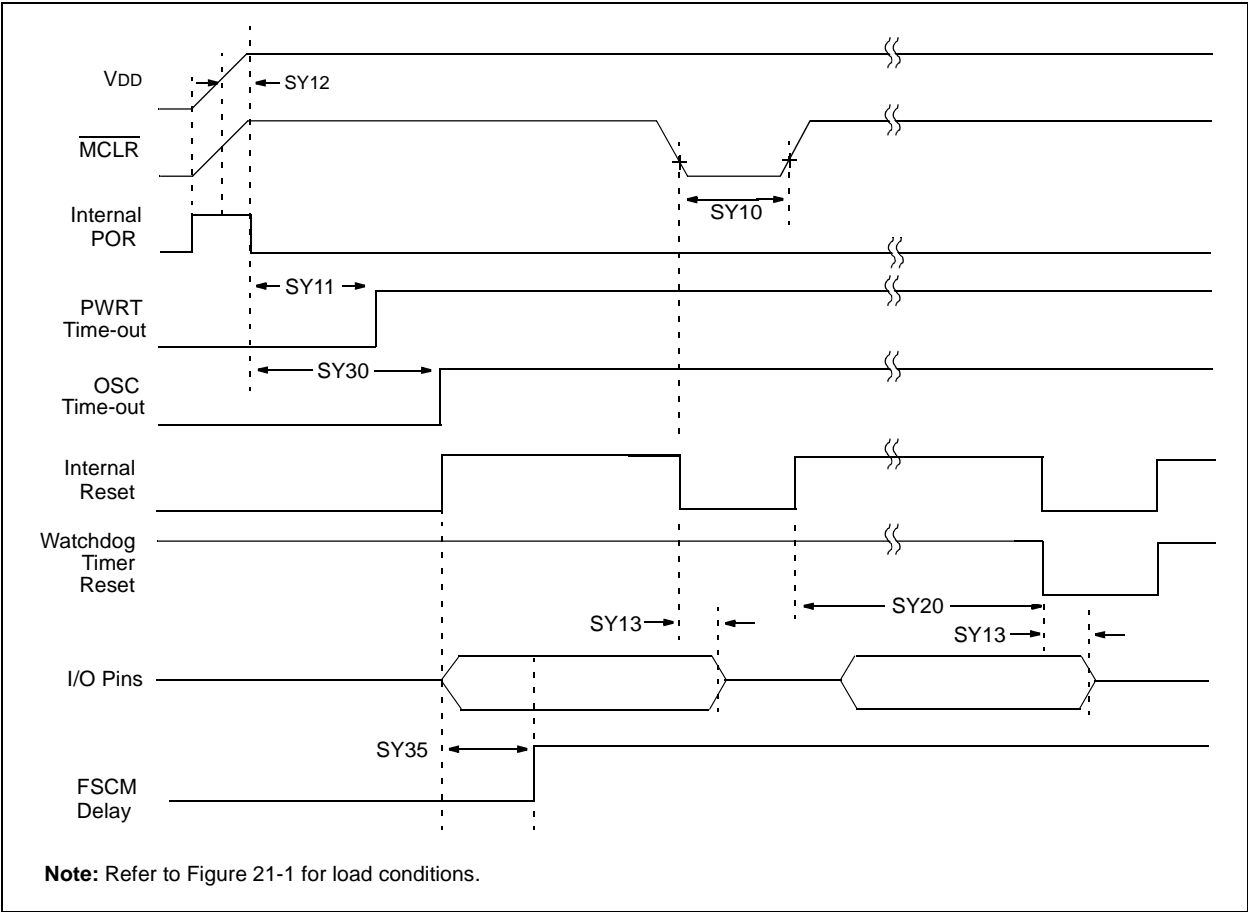 VDD
SY12
MCLR
SY10
Internal
POR
SY11
PWRT
Time-out
SY30
OSC
Time-out
Internal
Reset
Watchdog
Timer
Reset
SY20
SY13
SY13
I/O Pins
SY35
FSCM
Delay
Note: Refer to Figure 21-1 for load conditions.